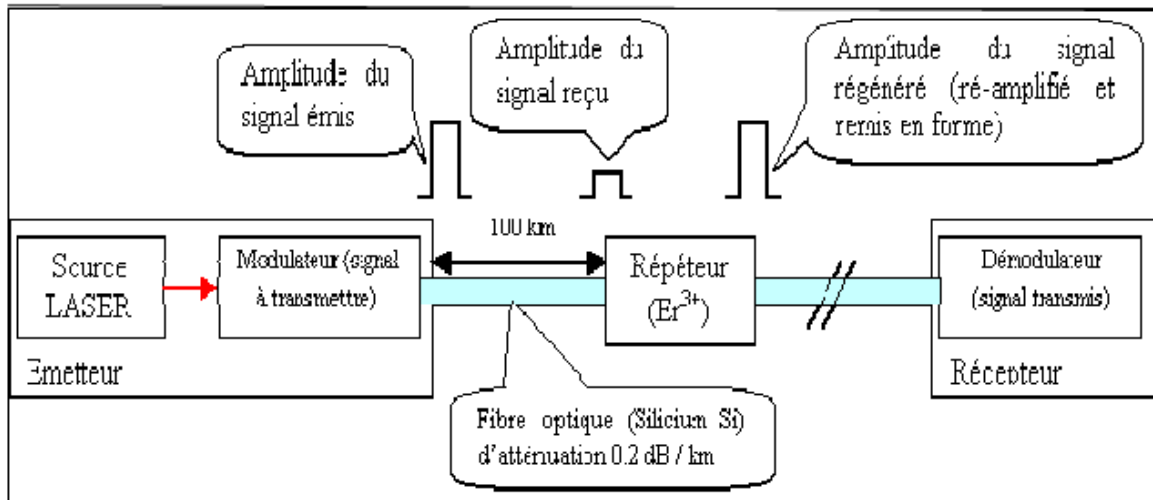 Amplitude du
signal émis
Amplitude du
signal reçu
Amplitude du signal
régénéré (ré-amplifié et
remis en forme)
100 km
Source
LASER
Modulateur (signal
à transmettre)
Répéteur
(Er³⁺)
Démodulateur
(signal transmis)
Emetteur
Récepteur
Fibre optique (Silicium Si)
d'atténuation 0.2 dB / km